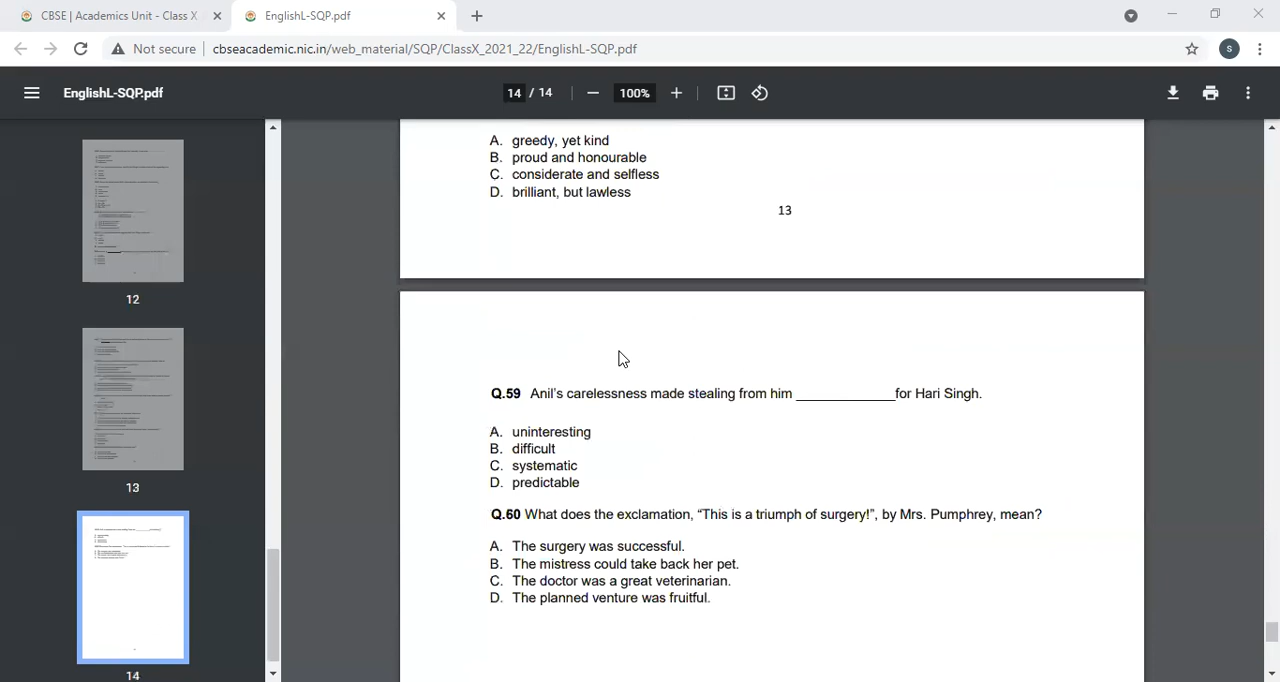 CBSE | Academics Unit - Class X
EnglishL-SQP.pdf
Not secure
cbseacademic.nic.in/web_material/SQP/ClassX_2021_22/EnglishL-SQP.pdf
S
EnglishL-SQP.pdf
14 / 14
100%
A. greedy, yet kind
B. proud and honourable
C. considerate and selfless
D. brilliant, but lawless
13
12
13
14
Q.59 Anil's carelessness made stealing from him _____________for Hari Singh.
A. uninteresting
B. difficult
C. systematic
D. predictable
Q.60 What does the exclamation, “This is a triumph of surgery!”, by Mrs. Pumphrey, mean?
A. The surgery was successful.
B. The mistress could take back her pet.
C. The doctor was a great veterinarian.
D. The planned venture was fruitful.